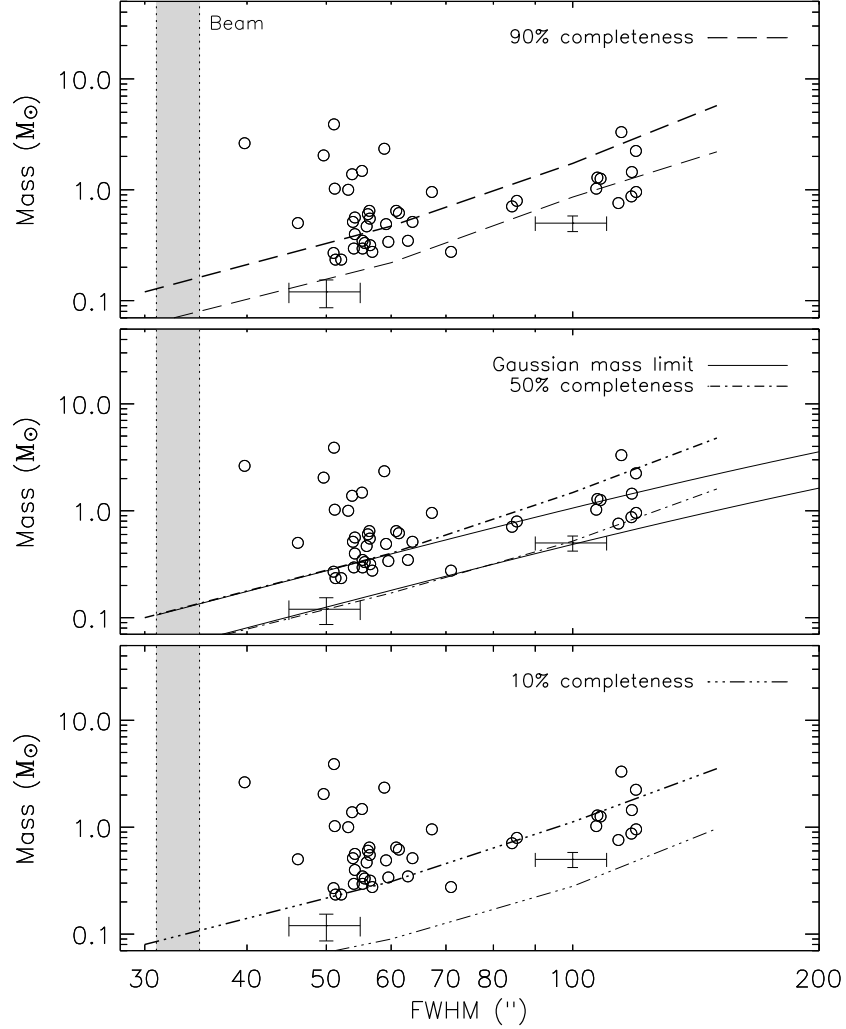 Beam
90% completeness
10.0
1.0
0.1
Mass (M⊙)
Gaussian mass limit
50% completeness
10.0
1.0
0.1
Mass (M⊙)
10% completeness
10.0
1.0
0.1
Mass (M⊙)
30 40 50 60 70 80 100 200
FWHM (")